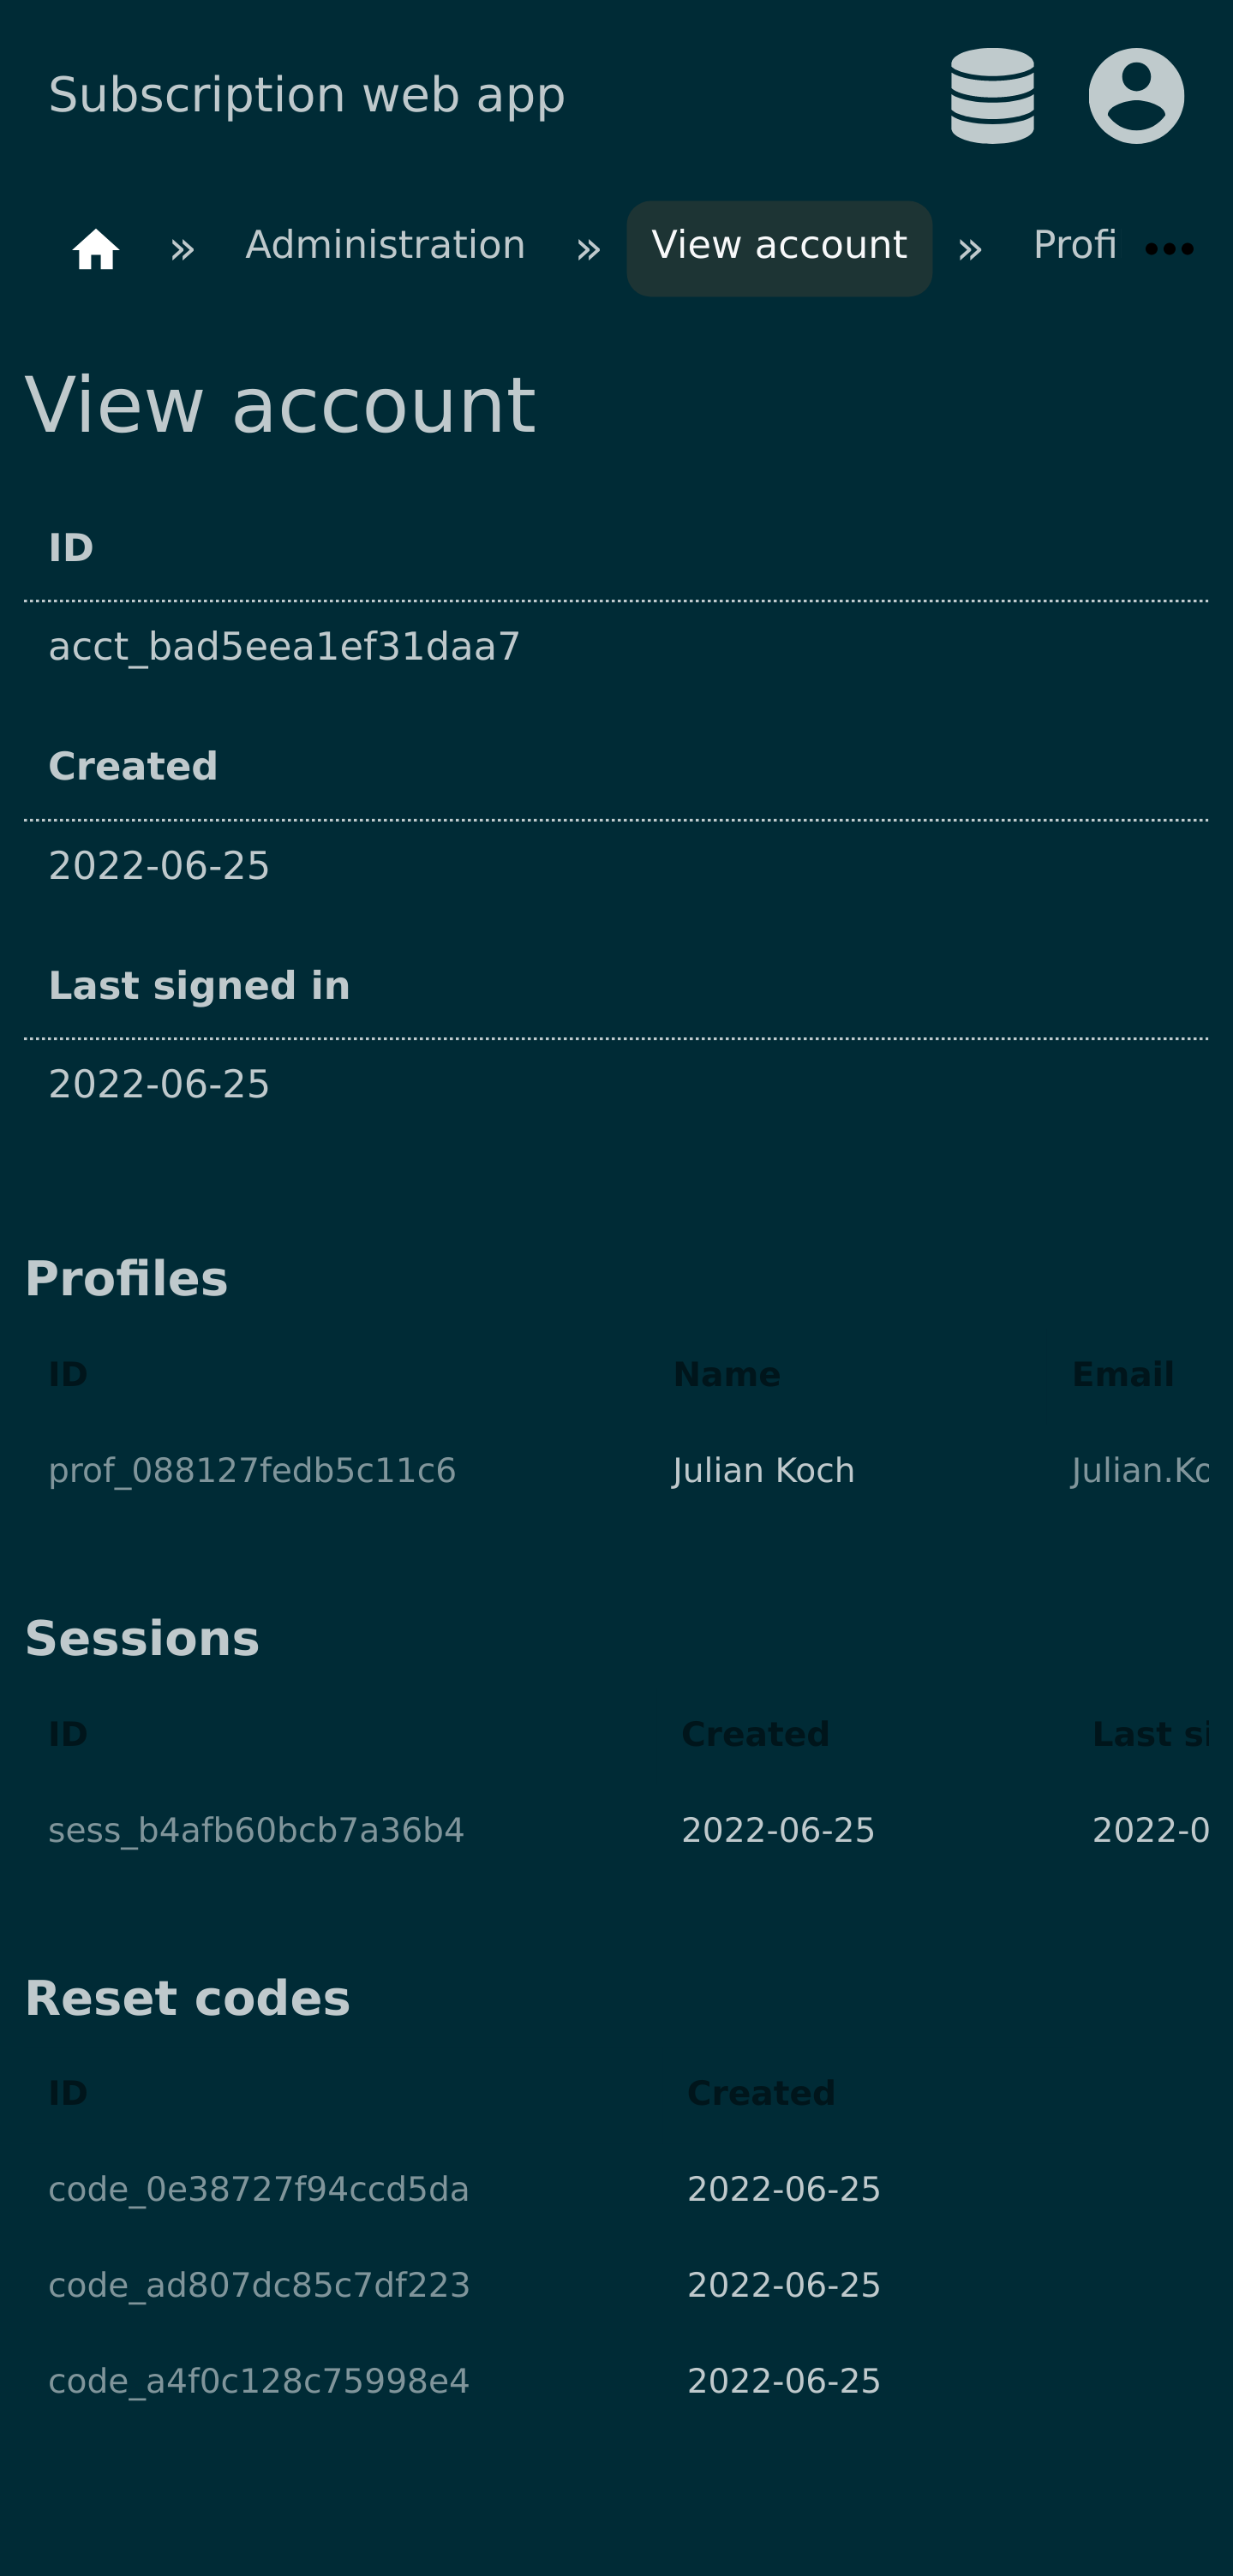 Subscription web app
» Administration » View account » Profi
View account
ID
acct_bad5eea1ef31daa7
Created
2022-06-25
Last signed in
2022-06-25
Profiles
ID Name Email
prof_088127fedb5c11c6 Julian Koch Julian.Kc
Sessions
ID Created Last si
sess_b4afb60bcb7a36b4 2022-06-25 2022-0
Reset codes
ID Created
code_0e38727f94ccd5da 2022-06-25
code_ad807dc85c7df223 2022-06-25
code_a4f0c128c75998e4 2022-06-25